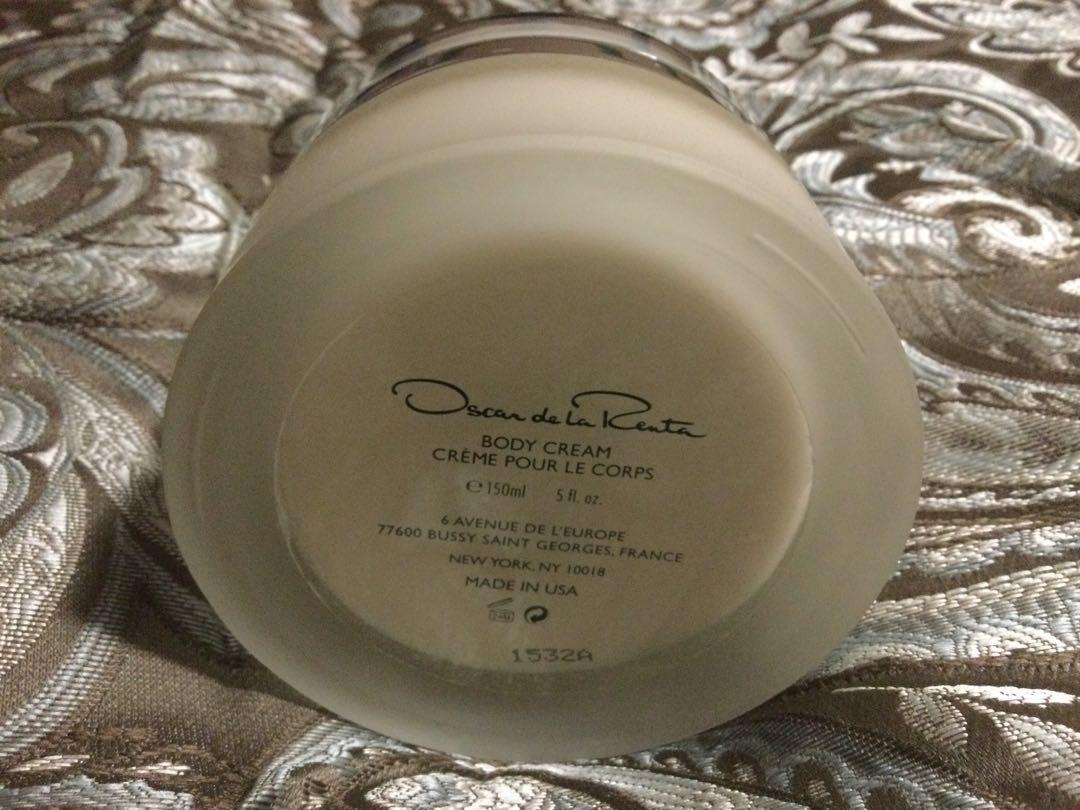 Oscar de la Renta
BODY CREAM
CRÈME POUR LE CORPS
℮150ml 5 fl. oz.
6 AVENUE DE L'EUROPE
77600 BUSSY SAINT GEORGES, FRANCE
NEW YORK, NY 10018
MADE IN USA
1532A